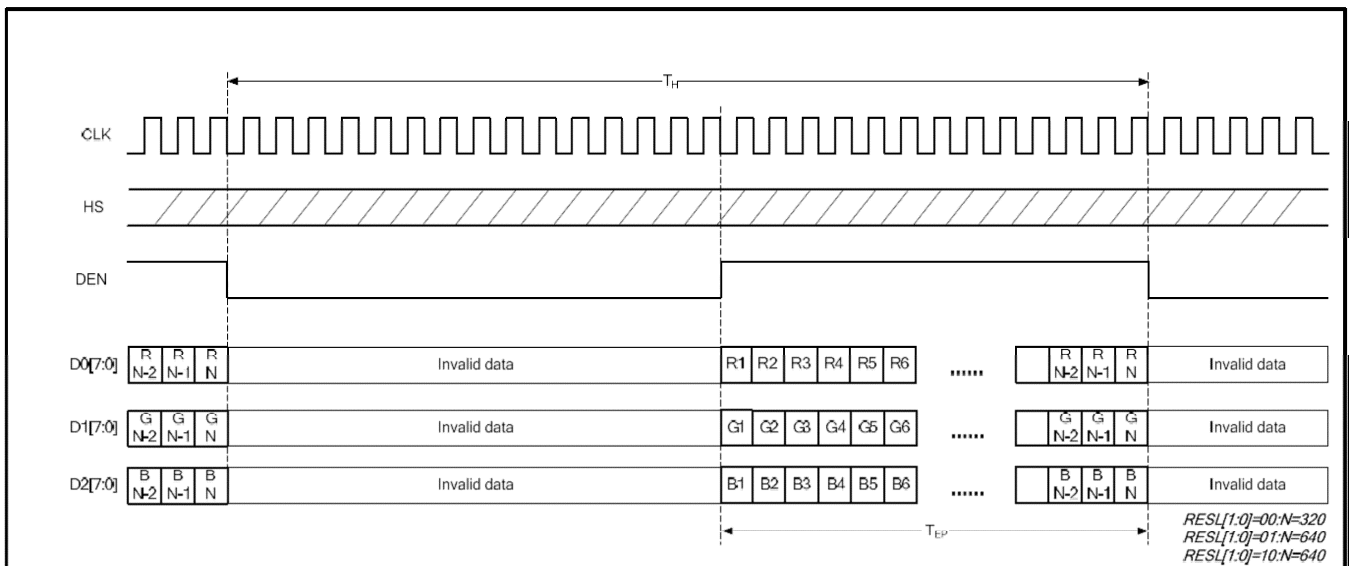 T_H
CLK
HS
DEN
D0[7:0] R N-2 R N-1 R N Invalid data R1 R2 R3 R4 R5 R6 ...... R N-2 R N-1 R N Invalid data
D1[7:0] G N-2 G N-1 G N Invalid data G1 G2 G3 G4 G5 G6 ...... G N-2 G N-1 G N Invalid data
D2[7:0] B N-2 B N-1 B N Invalid data B1 B2 B3 B4 B5 B6 ...... B N-2 B N-1 B N Invalid data
T_EP
RESL[1:0]=00:N=320
RESL[1:0]=01:N=640
RESL[1:0]=10:N=640